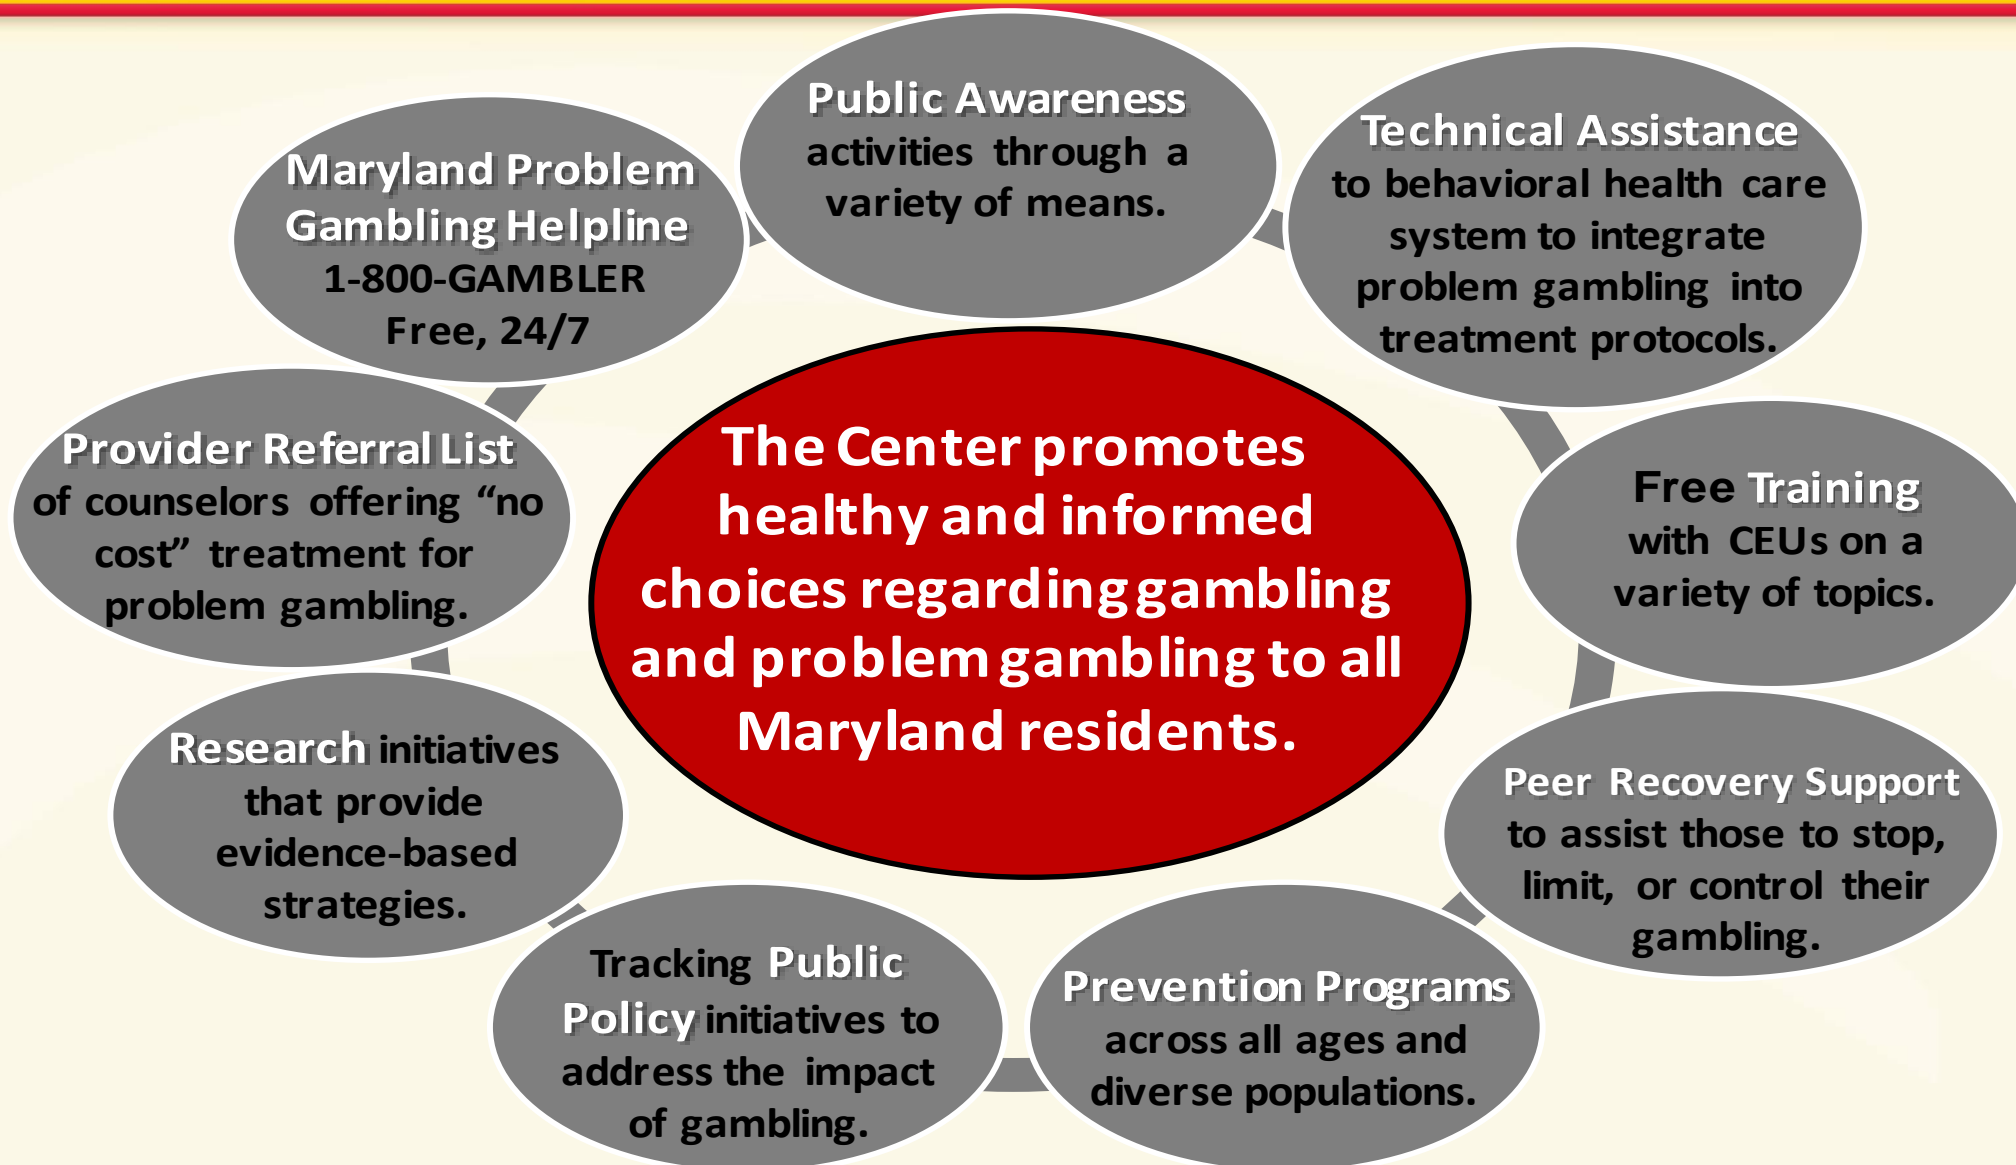 Public Awareness
activities through a
variety of means.
Technical Assistance
to behavioral health care
system to integrate
problem gambling into
treatment protocols.
Free Training
with CEUs on a
variety of topics.
Peer Recovery Support
to assist those to stop,
limit, or control their
gambling.
Prevention Programs
across all ages and
diverse populations.
Tracking Public
Policy initiatives to
address the impact
of gambling.
Research initiatives
that provide
evidence-based
strategies.
Provider Referral List
of counselors offering “no
cost” treatment for
problem gambling.
Maryland Problem
Gambling Helpline
1-800-GAMBLER
Free, 24/7
The Center promotes
healthy and informed
choices regarding gambling
and problem gambling to all
Maryland residents.